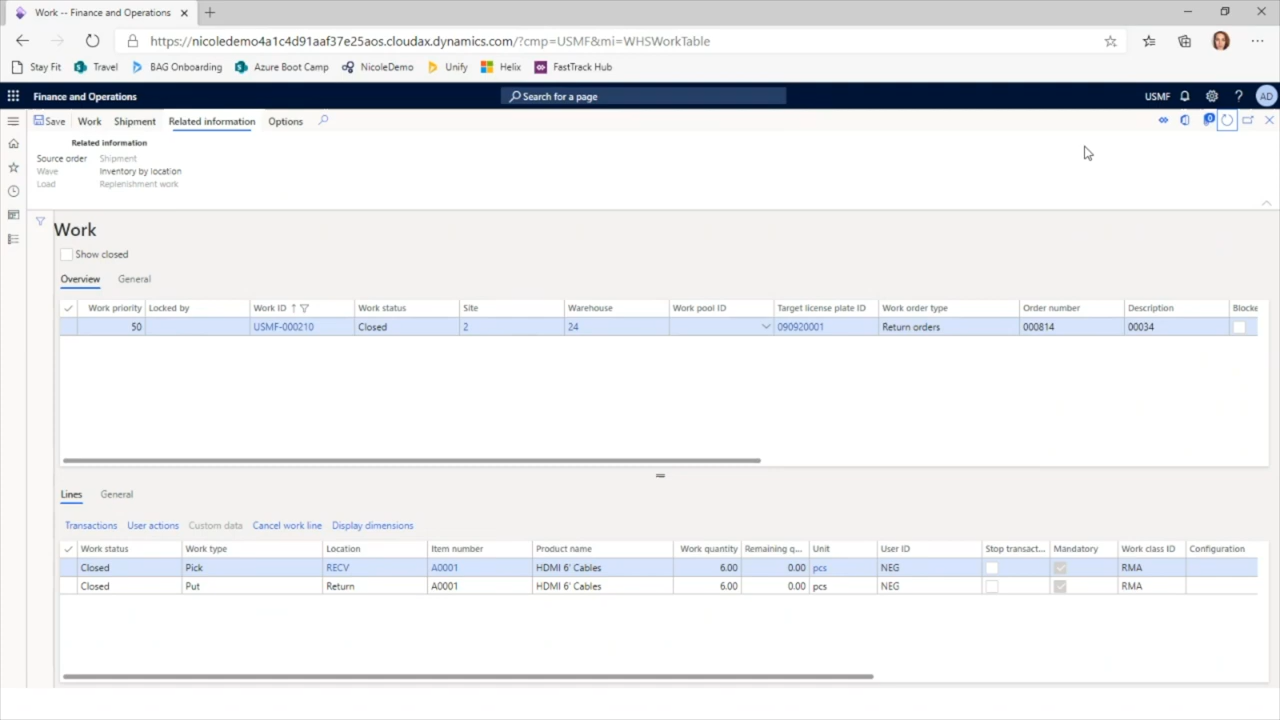 Work -- Finance and Operations
https://nicoledemo4a1c4d91aaf37e25aos.cloudax.dynamics.com/?cmp=USMF&mi=WHSWorkTable
Stay Fit Travel BAG Onboarding Azure Boot Camp NicoleDemo Unify Helix FastTrack Hub
Finance and Operations Search for a page USMF ? AD
Save Work Shipment Related information Options 0
Related information
Source order Shipment
Wave Inventory by location
Load Replenishment work
Work
Show closed
Overview General
Work priority Locked by Work ID ↑ Work status Site Warehouse Work pool ID Target license plate ID Work order type Order number Description Blocke
50 USMF-000210 Closed 2 24 090920001 Return orders 000814 00034
Lines General
Transactions User actions Custom data Cancel work line Display dimensions
Work status Work type Location Item number Product name Work quantity Remaining q... Unit User ID Stop transact... Mandatory Work class ID Configuration
Closed Pick RECV A0001 HDMI 6' Cables 6.00 0.00 pcs NEG RMA
Closed Put Return A0001 HDMI 6' Cables 6.00 0.00 pcs NEG RMA